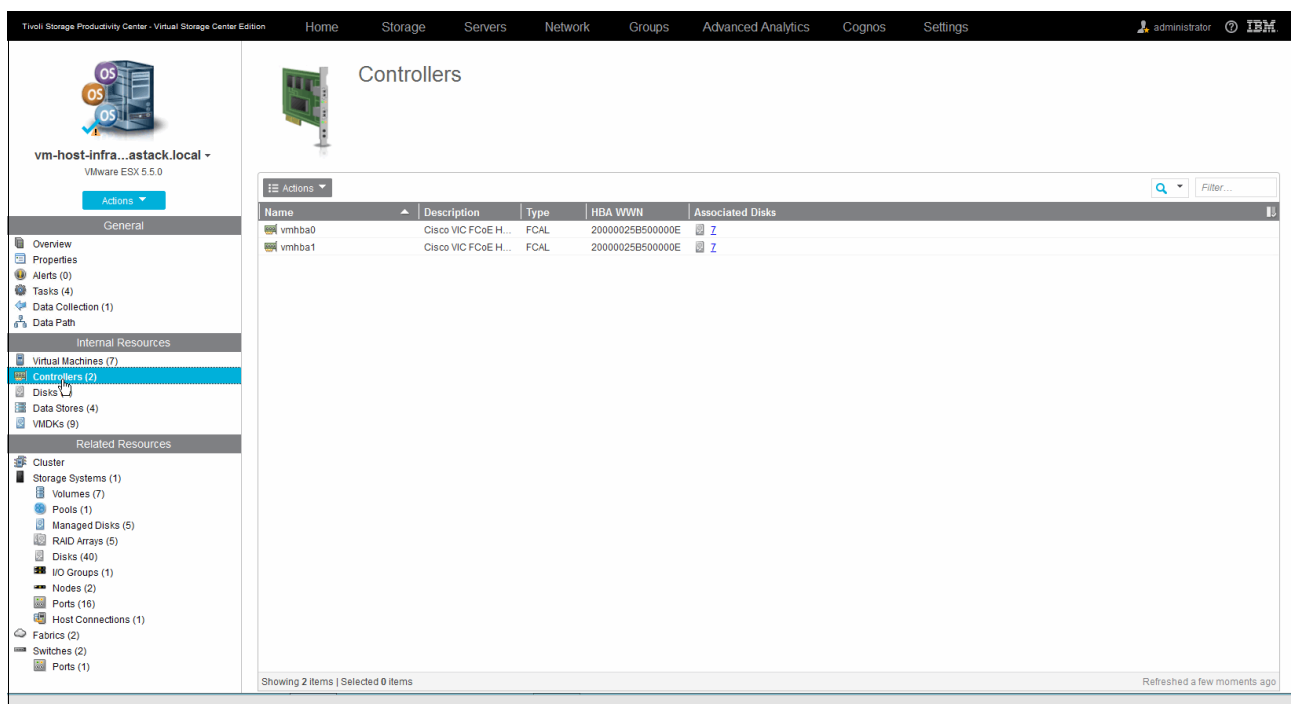 Tivoli Storage Productivity Center - Virtual Storage Center Edition Home Storage Servers Network Groups Advanced Analytics Cognos Settings administrator ? IBM.
OS
OS
OS
vm-host-infra...astack.local
VMware ESX 5.5.0
Actions
General
Overview
Properties
Alerts (0)
Tasks (4)
Data Collection (1)
Data Path
Internal Resources
Virtual Machines (7)
Controllers (2)
Disks
Data Stores (4)
VMDKs (9)
Related Resources
Cluster
Storage Systems (1)
Volumes (7)
Pools (1)
Managed Disks (5)
RAID Arrays (5)
Disks (40)
I/O Groups (1)
Nodes (2)
Ports (16)
Host Connections (1)
Fabrics (2)
Switches (2)
Ports (1)
Controllers
Actions Filter...
Name Description Type HBA WWN Associated Disks
vmhba0 Cisco VIC FCoE H... FCAL 20000025B500000E 7
vmhba1 Cisco VIC FCoE H... FCAL 20000025B500000E 7
Showing 2 items | Selected 0 items Refreshed a few moments ago